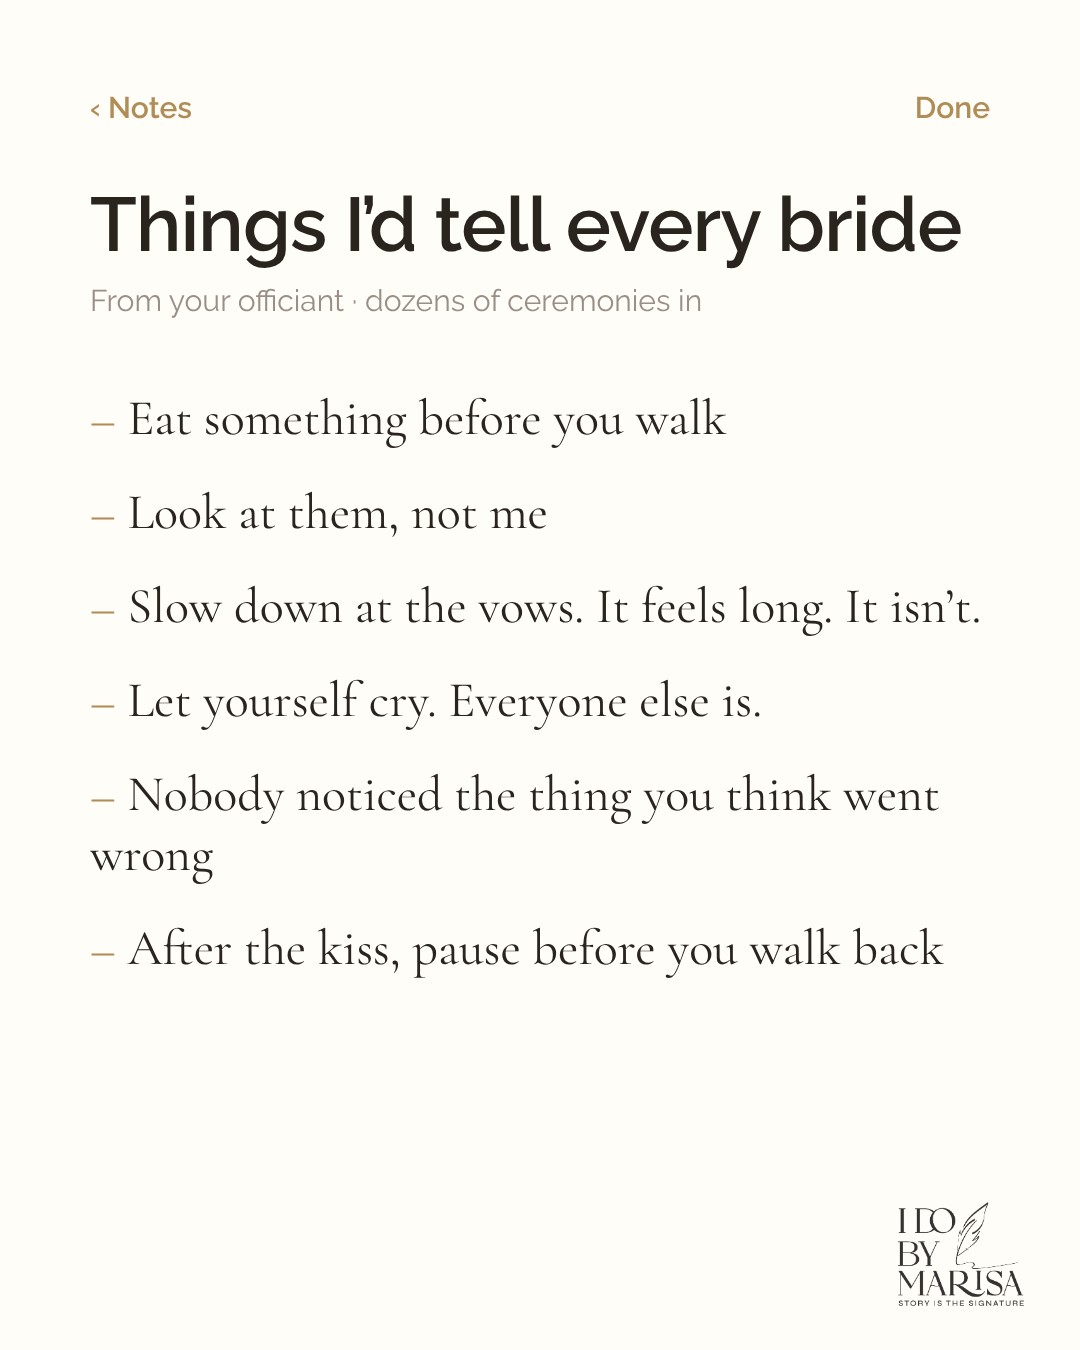 ‹ Notes
Done
Things I’d tell every bride
From your officiant · dozens of ceremonies in
– Eat something before you walk
– Look at them, not me
– Slow down at the vows. It feels long. It isn’t.
– Let yourself cry. Everyone else is.
– Nobody noticed the thing you think went
wrong
– After the kiss, pause before you walk back
I DO
BY
MARISA
STORY IS THE SIGNATURE